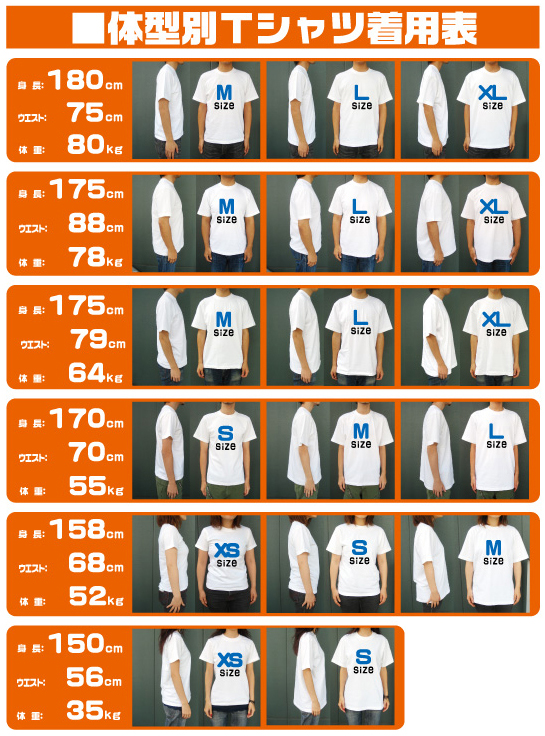 ■体型別Tシャツ着用表
身長:180cm
ウエスト:75cm
体重:80kg
M size
L size
XL size
身長:175cm
ウエスト:88cm
体重:78kg
M size
L size
XL size
身長:175cm
ウエスト:79cm
体重:64kg
M size
L size
XL size
身長:170cm
ウエスト:70cm
体重:55kg
S size
M size
L size
身長:158cm
ウエスト:68cm
体重:52kg
XS size
S size
M size
身長:150cm
ウエスト:56cm
体重:35kg
XS size
S size